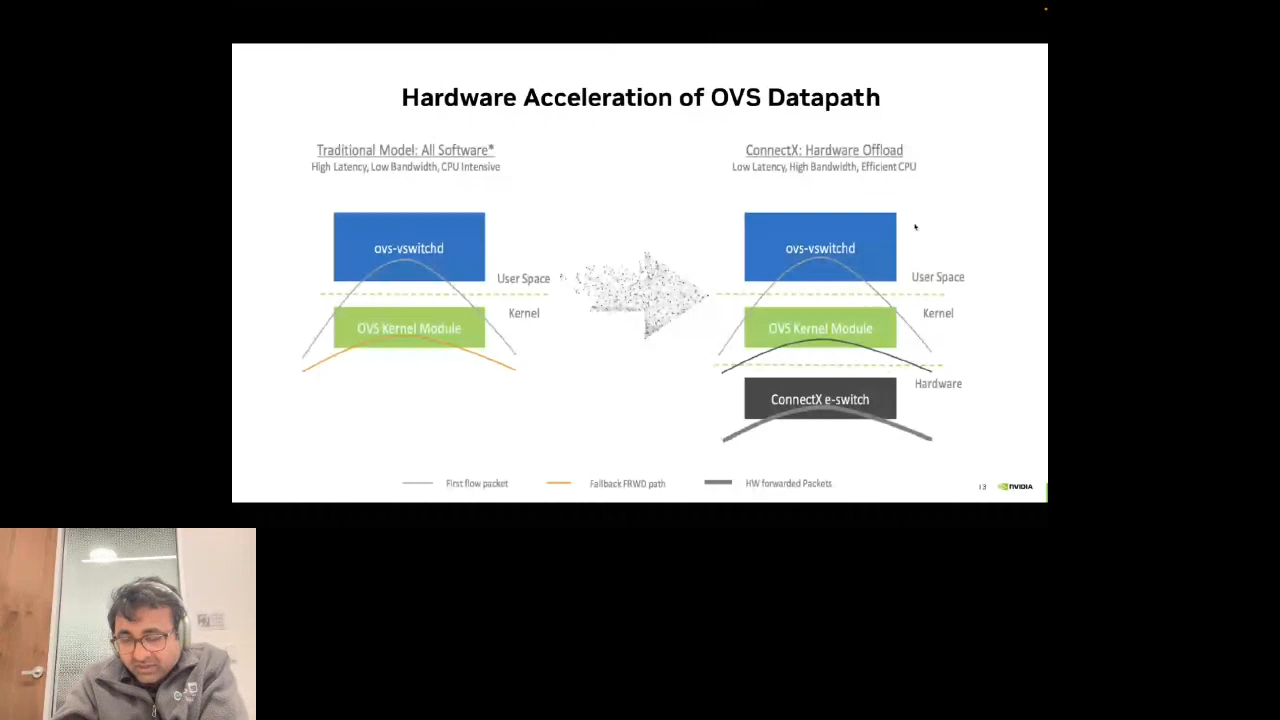 Hardware Acceleration of OVS Datapath
Traditional Model: All Software*
High Latency, Low Bandwidth, CPU Intensive
ConnectX: Hardware Offload
Low Latency, High Bandwidth, Efficient CPU
ovs-vswitchd
User Space
Kernel
OVS Kernel Module
ovs-vswitchd
User Space
Kernel
OVS Kernel Module
Hardware
ConnectX e-switch
First flow packet
Fallback FRWD path
HW forwarded Packets
13
NVIDIA